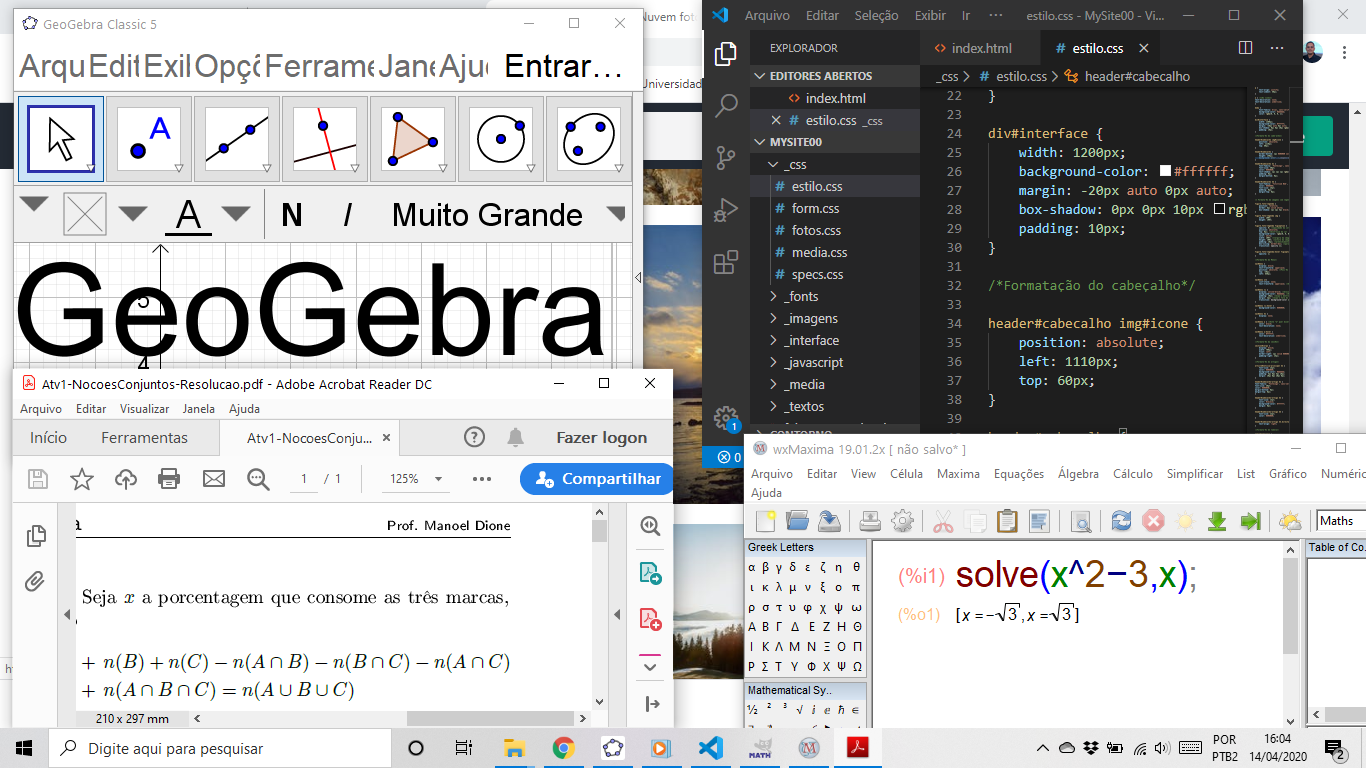 GeoGebra Classic 5
Arqu Edit Exil Opçõ Ferrame Jane Ajud Entrar…
A
A N I Muito Grande
GeoGebra
5
4
Nuvem fot
Universidad
Arquivo Editar Seleção Exibir Ir ··· estilo.css - MySite00 - Vi...
EXPLORADOR
EDITORES ABERTOS
index.html
estilo.css _css
MYSITE00
_css
# estilo.css
# form.css
# fotos.css
# media.css
# specs.css
_fonts
_imagens
_interface
_javascript
_media
_textos
CONTORNO
1
0
index.html # estilo.css
_css > # estilo.css > header#cabecalho
22 }
23
24 div#interface {
25 width: 1200px;
26 background-color: #ffffff;
27 margin: -20px auto 0px auto;
28 box-shadow: 0px 0px 10px rgb
29 padding: 10px;
30 }
31
32 /*Formatação do cabeçalho*/
33
34 header#cabecalho img#icone {
35 position: absolute;
36 left: 1110px;
37 top: 60px;
38 }
39
Atv1-NocoesConjuntos-Resolucao.pdf - Adobe Acrobat Reader DC
Arquivo Editar Visualizar Janela Ajuda
Início Ferramentas Atv1-NocoesConju... × Fazer logon
1 / 1 125% ··· Compartilhar
a Prof. Manoel Dione
Seja x a porcentagem que consome as três marcas,
+ n(B) + n(C) − n(A ∩ B) − n(B ∩ C) − n(A ∩ C)
+ n(A ∩ B ∩ C) = n(A ∪ B ∪ C)
210 x 297 mm
wxMaxima 19.01.2x [ não salvo* ]
Arquivo Editar View Célula Maxima Equações Álgebra Cálculo Simplificar List Gráfico Numéric
Ajuda
Maths
Greek Letters
α β γ δ ε ζ η θ
ι κ λ μ ν ξ ο π
ρ σ τ υ φ χ ψ ω
Α Β Γ Δ Ε Ζ Η Θ
Ι Κ Λ Μ Ν Ξ Ο Π
Ρ Σ Τ Υ Φ Χ Ψ Ω
Mathematical Sy..
½ ² ³ √ i e ℏ ∈
(%i1) solve(x^2−3,x);
(%o1) [x=−√3,x=√3]
Table of Co.
Digite aqui para pesquisar
MATH
POR 16:04
PTB2 14/04/2020
2